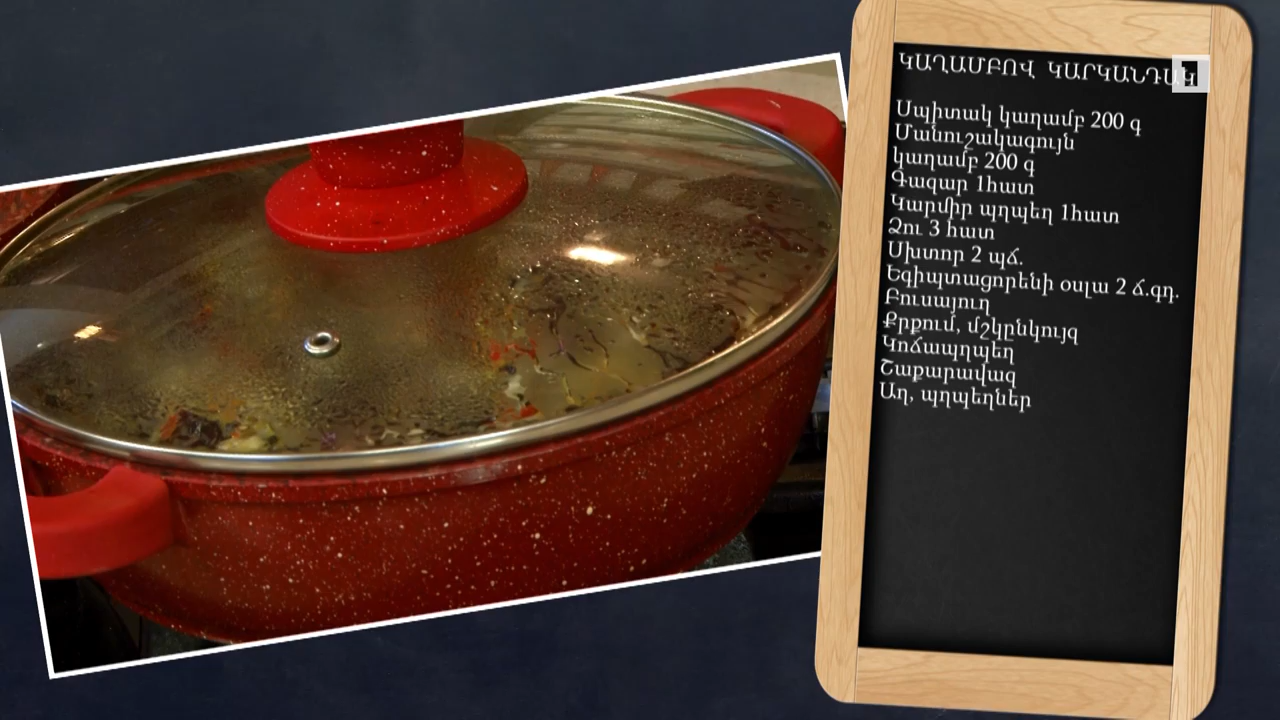 ԿԱՂԱՄԲՈՎ ԿԱՐԿԱՆԴԱԿ
Սպիտակ կաղամբ 200 գ
Մանուշակագույն
կաղամբ 200 գ
Գազար 1հատ
Կարմիր պղպեղ 1հատ
Ձու 3 հատ
Սխտոր 2 պճ.
Եգիպտացորենի օսլա 2 ճ.գդ.
Բուսայուղ
Քրքում, մշկընկույզ
Կոճապղպեղ
Շաքարավազ
Աղ, պղպեղներ